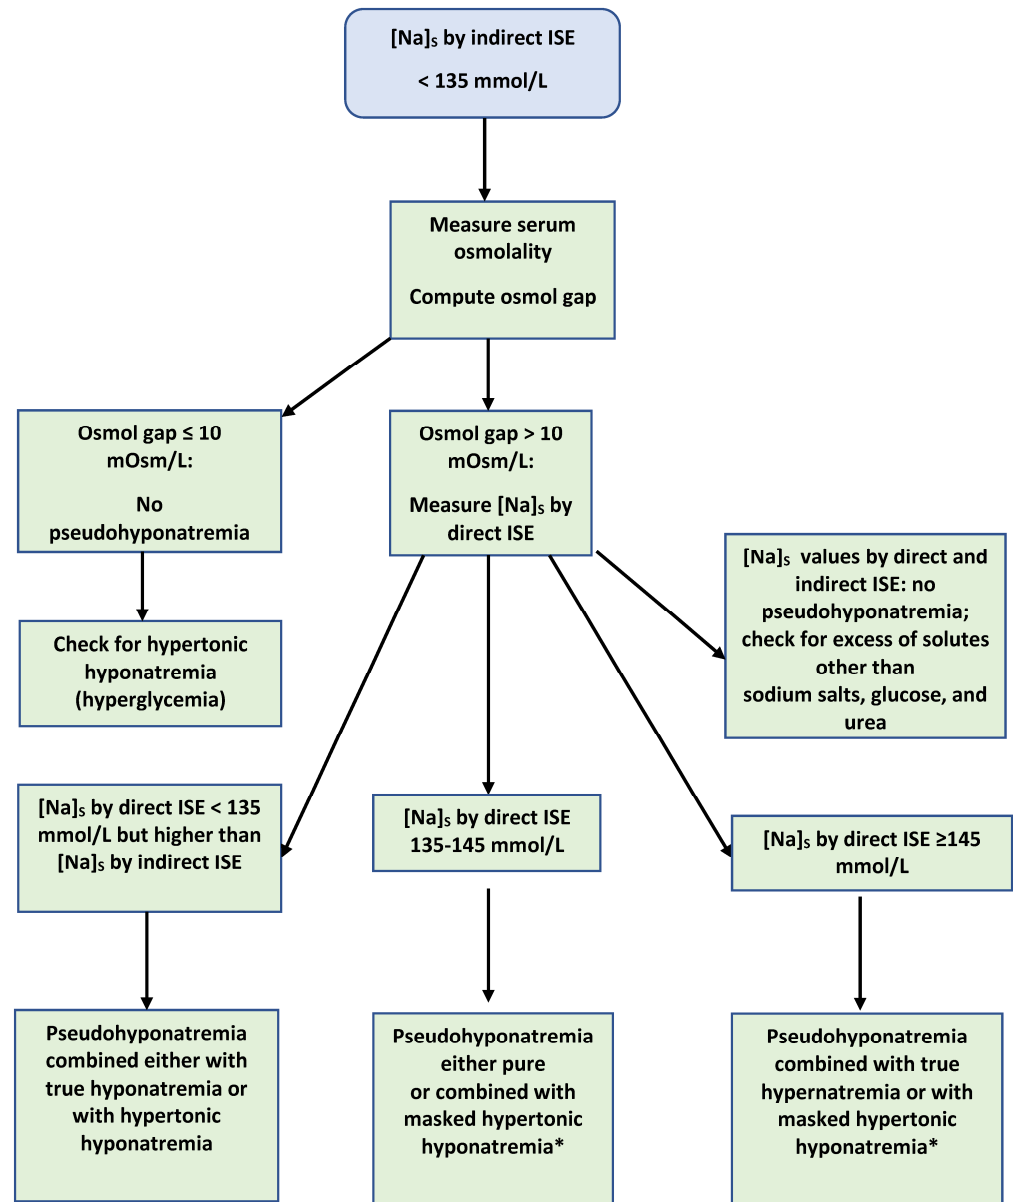 [Na]ₛ by indirect ISE
< 135 mmol/L
Measure serum
osmolality
Compute osmol gap
Osmol gap ≤ 10
mOsm/L:
No
pseudohyponatremia
Osmol gap > 10
mOsm/L:
Measure [Na]ₛ by
direct ISE
[Na]ₛ values by direct and
indirect ISE: no
pseudohyponatremia;
check for excess of solutes
other than
sodium salts, glucose, and
urea
Check for hypertonic
hyponatremia
(hyperglycemia)
[Na]ₛ by direct ISE < 135
mmol/L but higher than
[Na]ₛ by indirect ISE
[Na]ₛ by direct ISE
135-145 mmol/L
[Na]ₛ by direct ISE ≥145
mmol/L
Pseudohyponatremia
combined either with
true hyponatremia or
with hypertonic
hyponatremia
Pseudohyponatremia
either pure
or combined with
masked hypertonic
hyponatremia*
Pseudohyponatremia
combined with true
hypernatremia or with
masked hypertonic
hyponatremia*